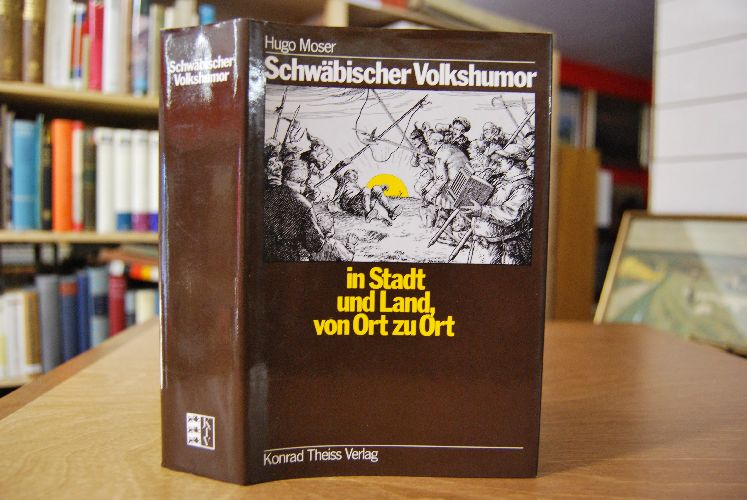 Schwäbischer
Volkshumor
Hugo Moser
Schwäbischer Volkshumor
in Stadt
und Land,
von Ort zu Ort
Konrad Theiss Verlag